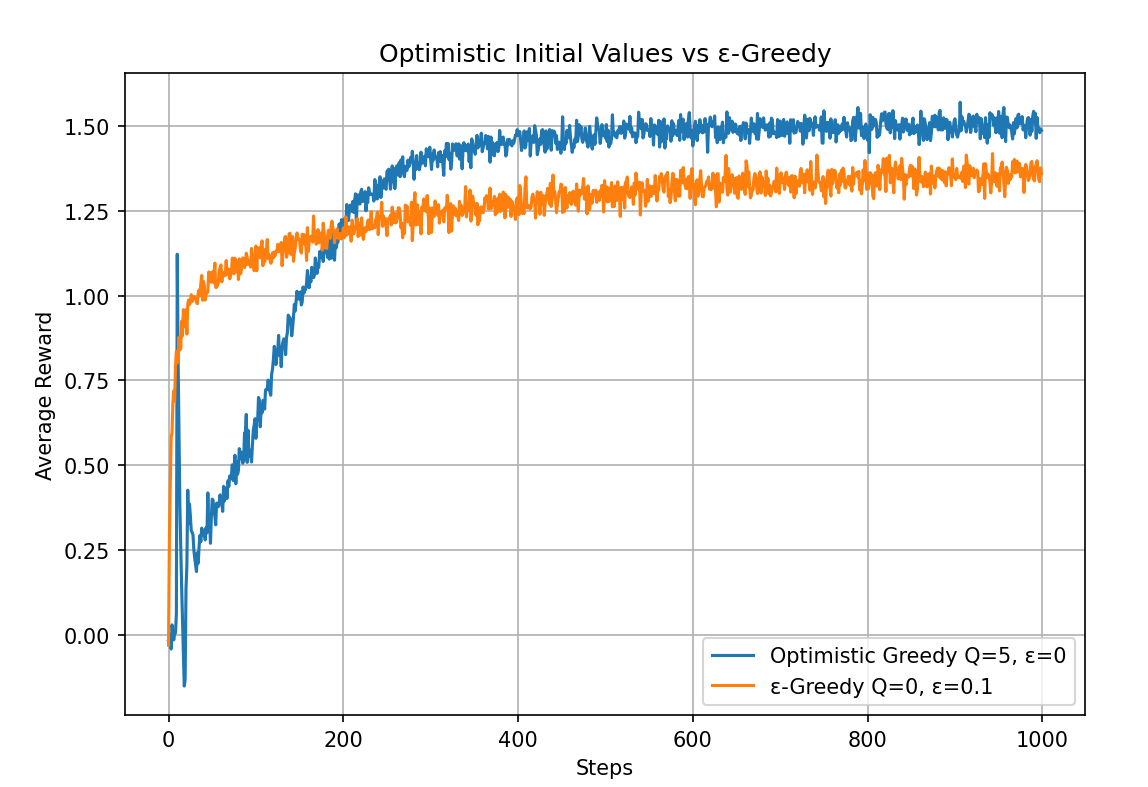 Optimistic Initial Values vs ε-Greedy
Average Reward
1.50
1.25
1.00
0.75
0.50
0.25
0.00
Optimistic Greedy Q=5, ε=0
ε-Greedy Q=0, ε=0.1
0 200 400 600 800 1000
Steps